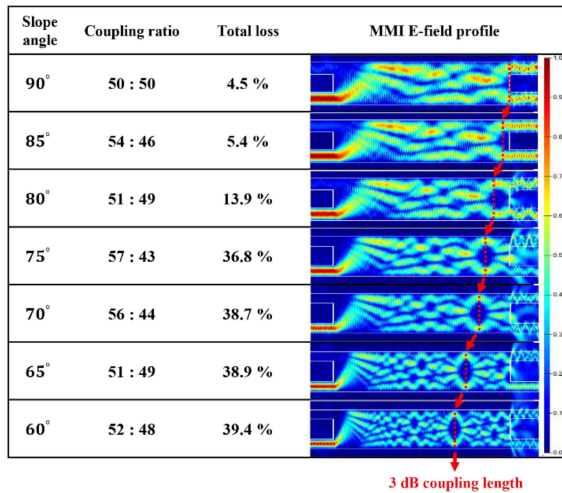 Slope angle Coupling ratio Total loss MMI E-field profile
90° 50 : 50 4.5 %
85° 54 : 46 5.4 %
80° 51 : 49 13.9 %
75° 57 : 43 36.8 %
70° 56 : 44 38.7 %
65° 51 : 49 38.9 %
60° 52 : 48 39.4 %
1.0
0.9
0.8
0.7
0.6
0.5
0.4
0.3
0.2
0.1
0.0
3 dB coupling length